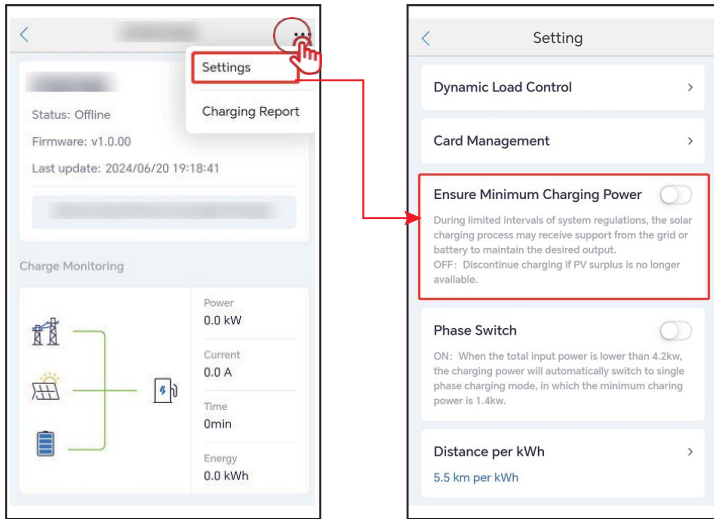 Settings
Charging Report
Status: Offline
Firmware: v1.0.00
Last update: 2024/06/20 19:18:41
Charge Monitoring
Power
0.0 kW
Current
0.0 A
Time
0min
Energy
0.0 kWh
Setting
Dynamic Load Control
Card Management
Ensure Minimum Charging Power
During limited intervals of system regulations, the solar
charging process may receive support from the grid or
battery to maintain the desired output.
OFF: Discontinue charging if PV surplus is no longer
available.
Phase Switch
ON: When the total input power is lower than 4.2kw,
the charging power will automatically switch to single
phase charging mode, in which the minimum charing
power is 1.4kw.
Distance per kWh
5.5 km per kWh